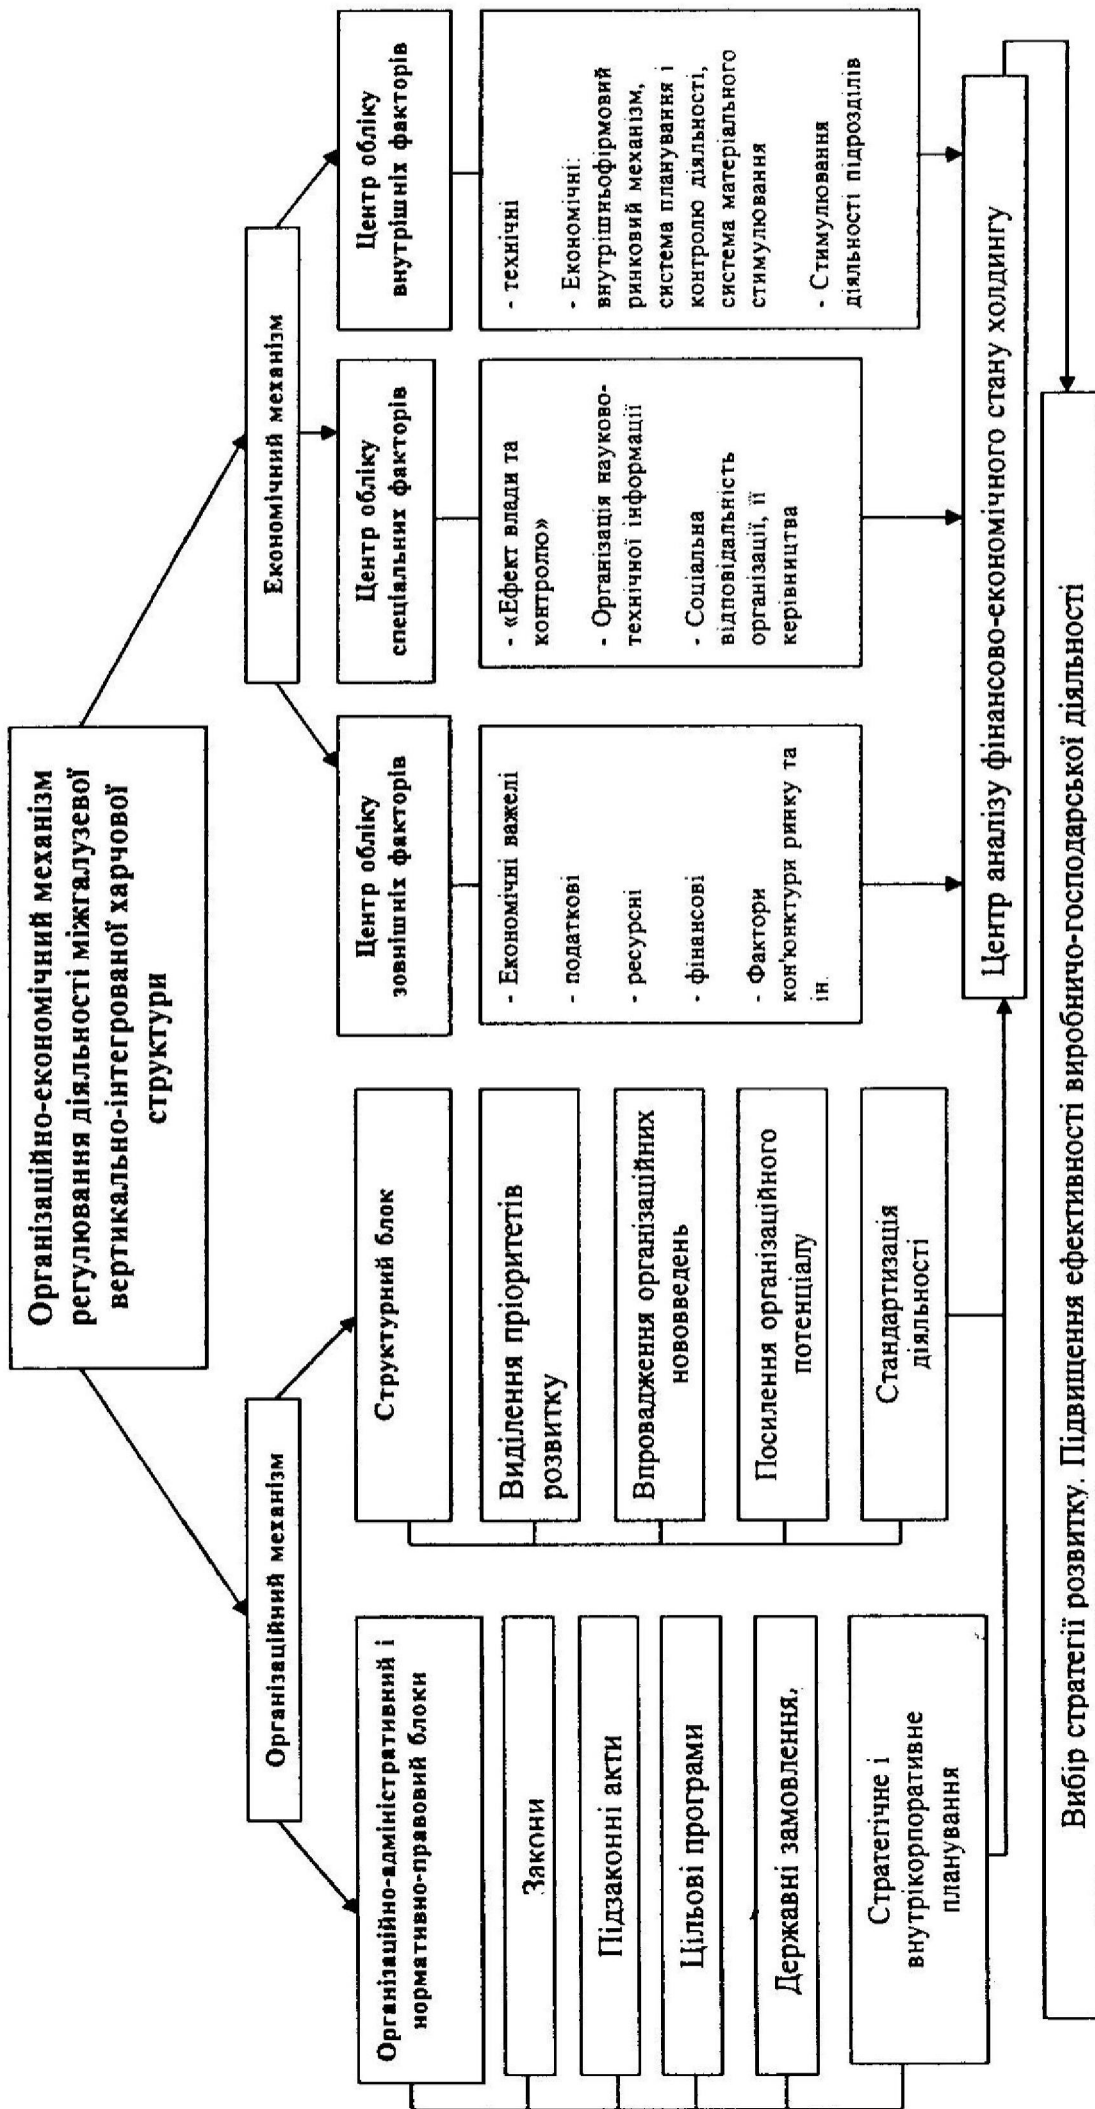 Організаційно-економічний механізм
регулювання діяльності міжгалузевої
вертикально-інтегрованої харчової
структури
Організаційний механізм
Економічний механізм
Організаційно-адміністративний і
нормативно-правовий блоки
Закони
Підзаконні акти
Цільові програми
Державні замовлення,
Стратегічне і
внутрікорпоративне
планування
Структурний блок
Виділення пріоритетів
розвитку
Впровадження організаційних
нововведень
Посилення організаційного
потенціалу
Стандартизація
діяльності
Центр обліку
зовнішніх факторів
- Економічні важелі
- податкові
- ресурсні
- фінансові
- Фактори
кон'юнктури ринку та
ін.
Центр обліку
спеціальних факторів
- «Ефект влади та
контролю»
- Організація науково-
технічної інформації
- Соціальна
відповідальність
організації, її
керівництва
Центр обліку
внутрішніх факторів
- технічні
- Економічні:
внутрішньофірмовий
ринковий механізм,
система планування і
контролю діяльності,
система матеріального
стимулювання
- Стимулювання
діяльності підрозділів
Центр аналізу фінансово-економічного стану холдингу
Вибір стратегії розвитку. Підвищення ефективності виробничо-господарської діяльності